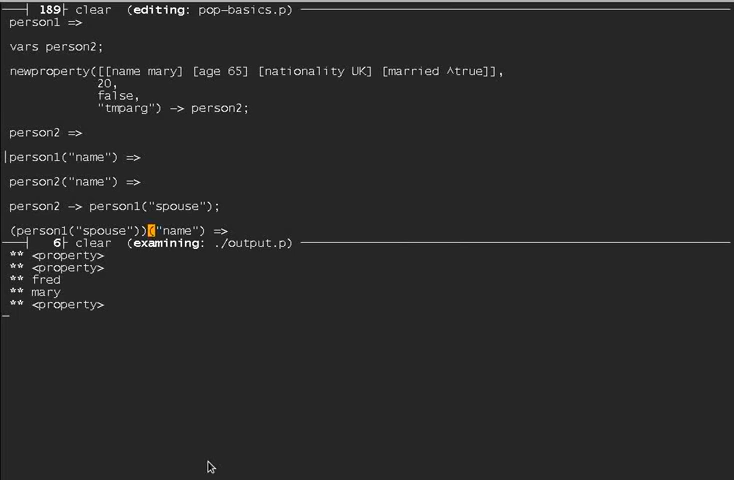 189 clear (editing: pop-basics.p)
person1 =>
vars person2;
newproperty([[name mary] [age 65] [nationality UK] [married ^true]],
20,
false,
"tmparg") -> person2;
person2 =>
person1("name") =>
person2("name") =>
person2 -> person1("spouse");
(person1("spouse"))("name") =>
6 clear (examining: ./output.p)
** <property>
** <property>
** fred
** mary
** <property>